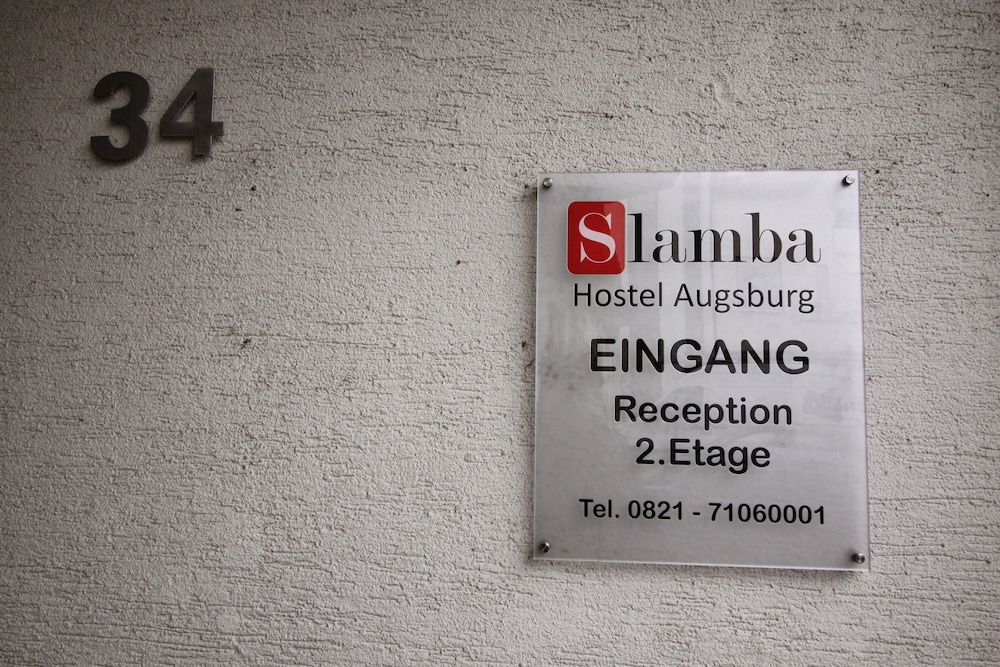 34
Slamba
Hostel Augsburg
EINGANG
Reception
2.Etage
Tel. 0821 - 71060001